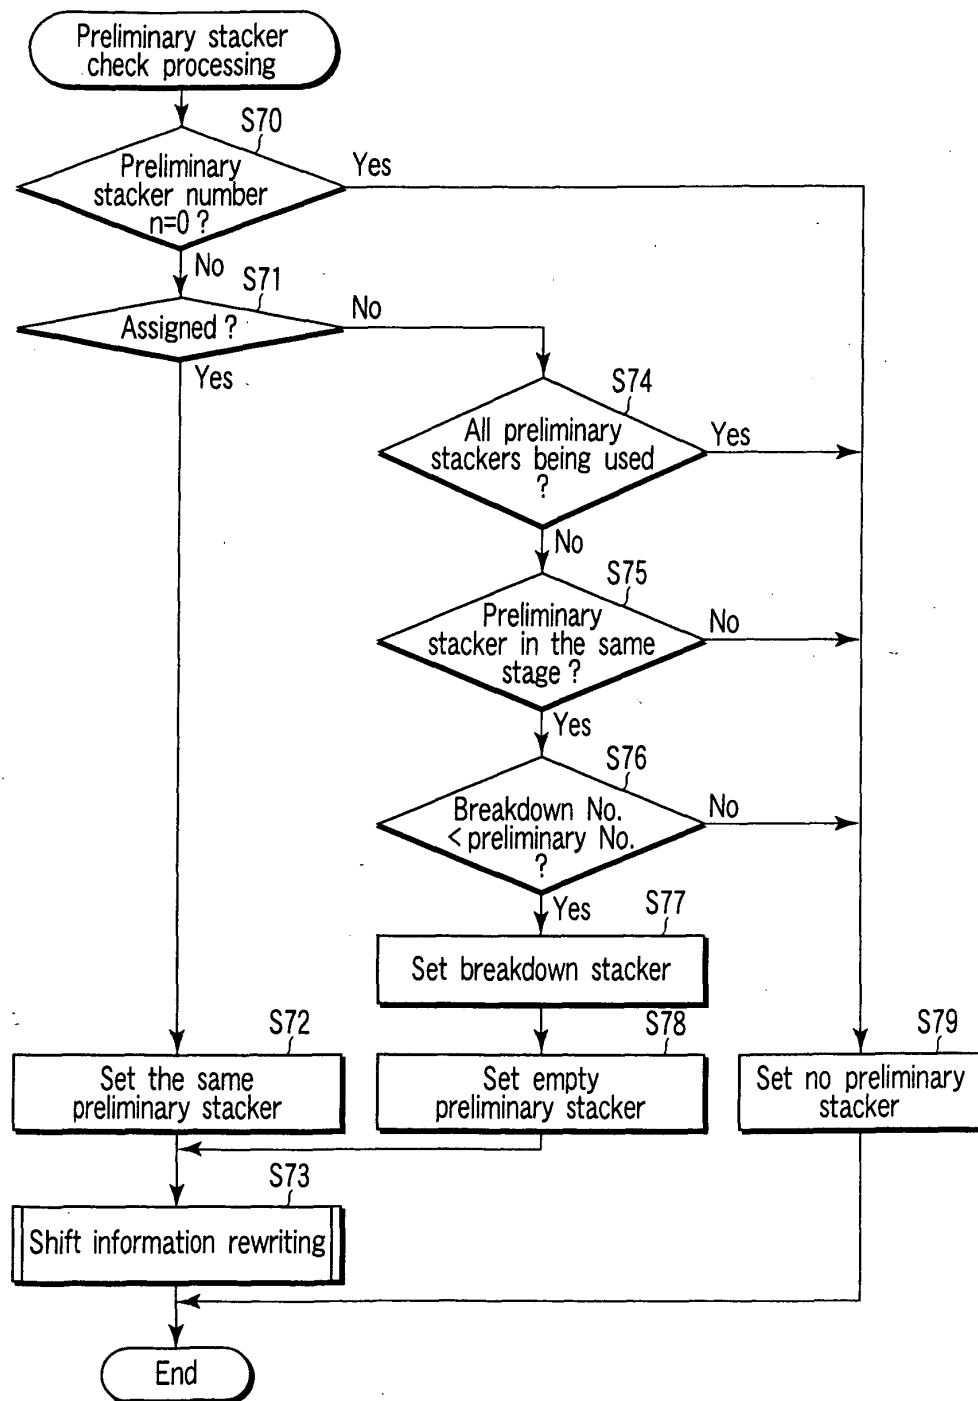 Preliminary stacker
check processing
S70
Preliminary
stacker number
n=0 ?
Yes
No
S71
Assigned ?
No
Yes
S74
All preliminary
stackers being used
?
Yes
No
S75
Preliminary
stacker in the same
stage ?
No
Yes
S76
Breakdown No.
< preliminary No.
?
No
Yes
S77
Set breakdown stacker
S72
Set the same
preliminary stacker
S78
Set empty
preliminary stacker
S79
Set no preliminary
stacker
S73
Shift information rewriting
End